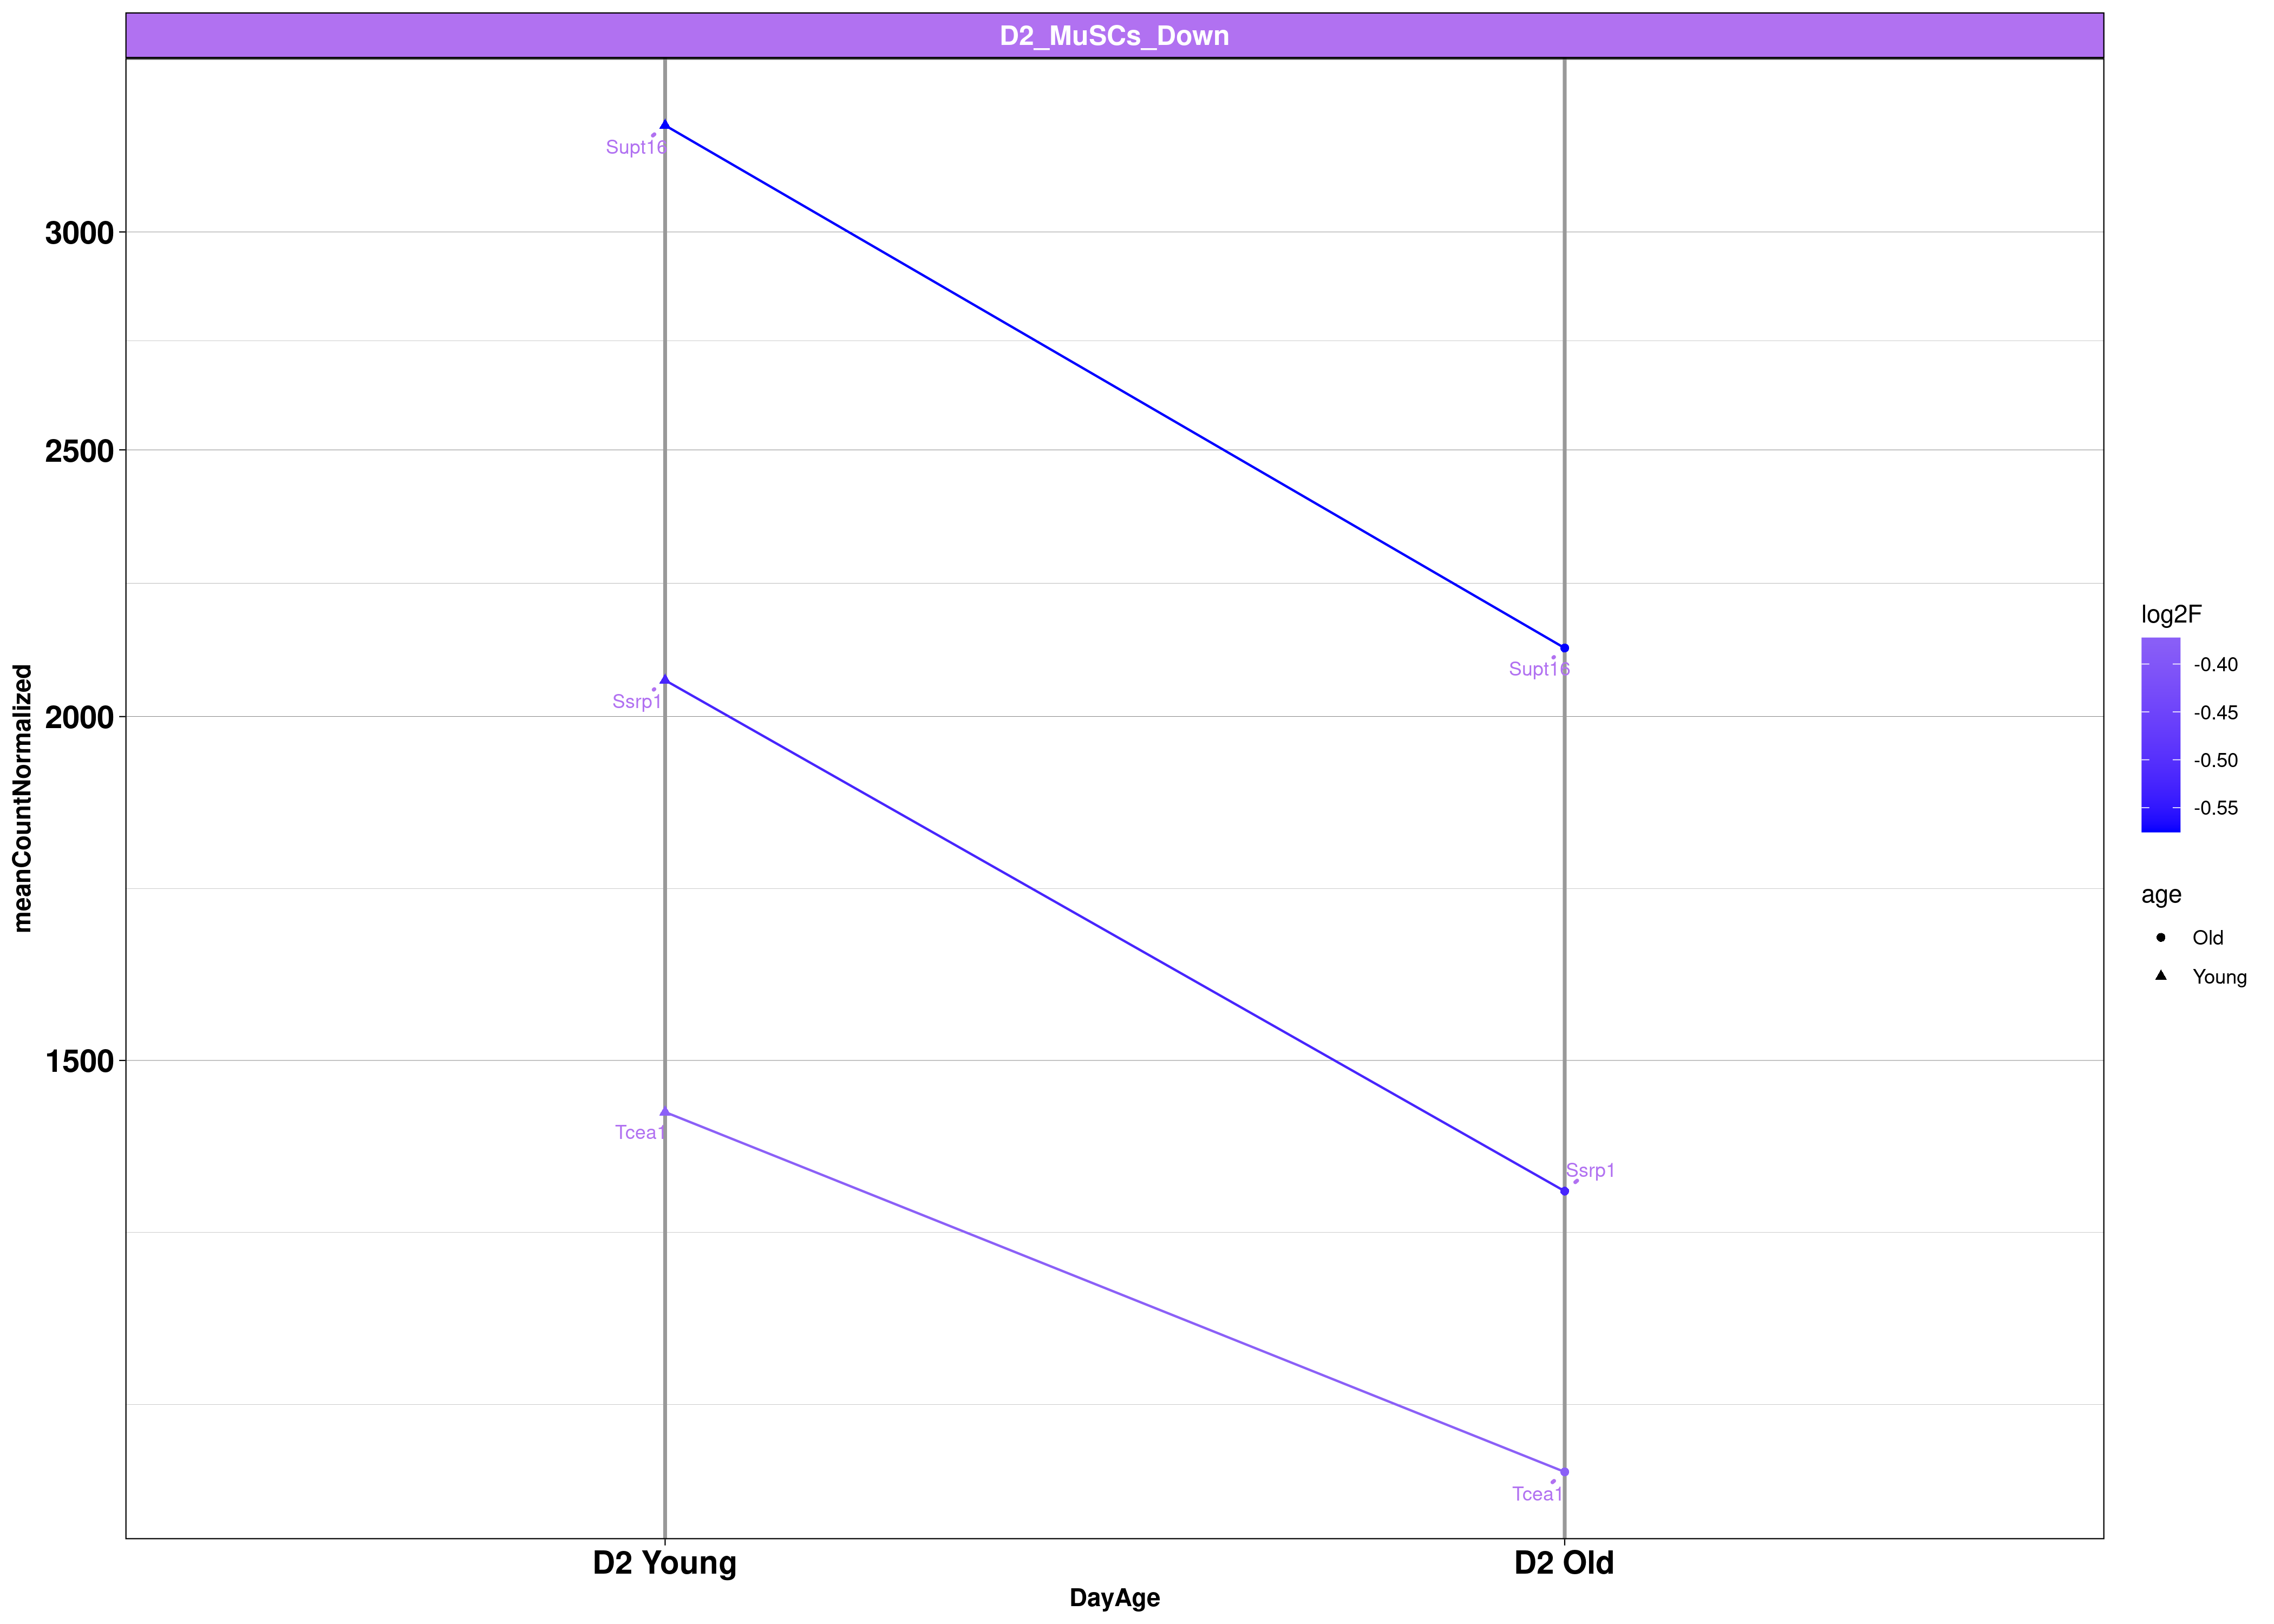 D2_MuSCs_Down
meanCountNormalized
3000
2500
2000
1500
Supt16
Supt16
Ssrp1
Ssrp1
Tcea1
Tcea1
D2 Young
D2 Old
DayAge
log2F
-0.40
-0.45
-0.50
-0.55
age
Old
Young